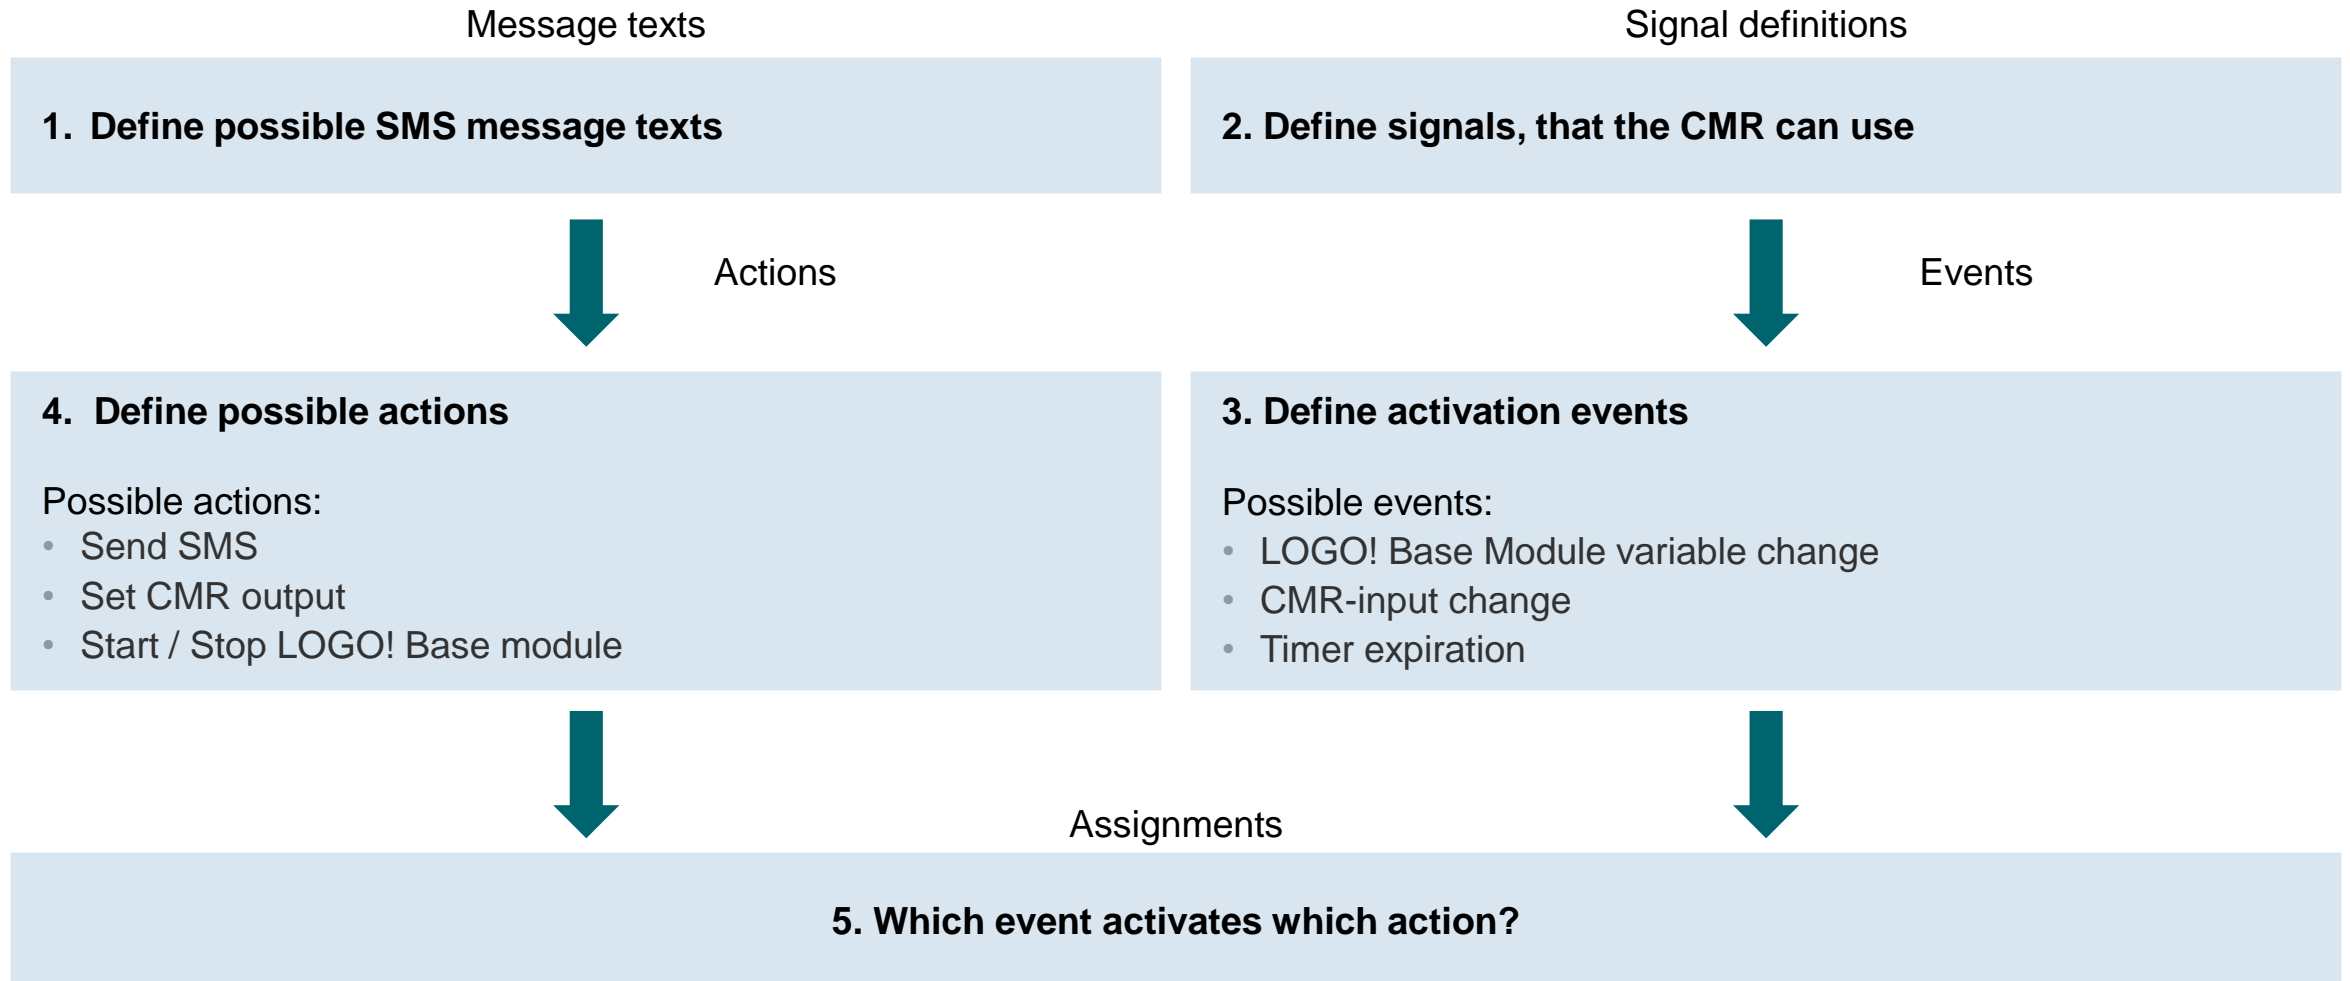 Message texts
Signal definitions
1. Define possible SMS message texts
2. Define signals, that the CMR can use
Actions
Events
4. Define possible actions
Possible actions:
• Send SMS
• Set CMR output
• Start / Stop LOGO! Base module
3. Define activation events
Possible events:
• LOGO! Base Module variable change
• CMR-input change
• Timer expiration
Assignments
5. Which event activates which action?